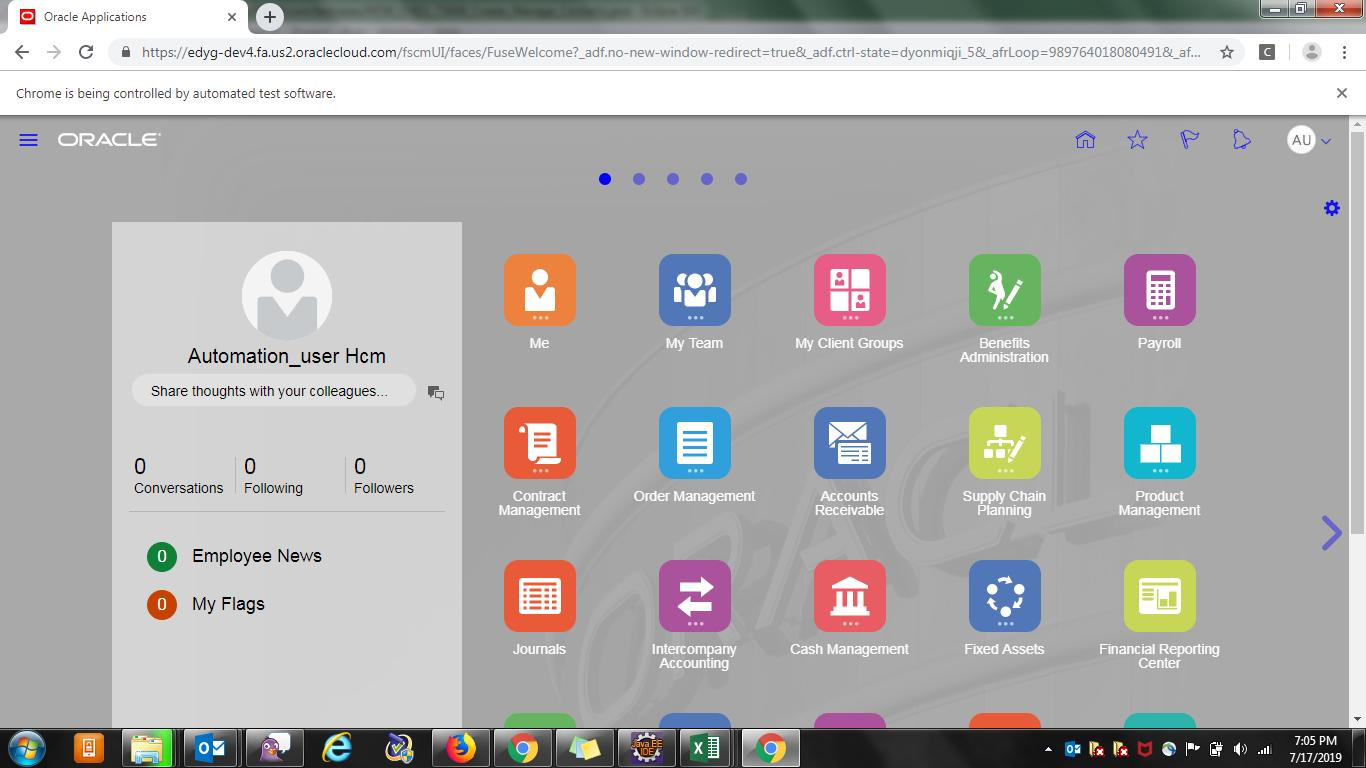 Oracle Applications
https://edyg-dev4.fa.us2.oraclecloud.com/fscmUI/faces/FuseWelcome?_adf.no-new-window-redirect=true&_adf.ctrl-state=dyonmiqji_5&_afrLoop=989764018080491&_af...
C
Chrome is being controlled by automated test software.
ORACLE
AU
Automation_user Hcm
Share thoughts with your colleagues...
0 0 0
Conversations Following Followers
0 Employee News
0 My Flags
Me My Team My Client Groups Benefits Administration Payroll
Contract Management Order Management Accounts Receivable Supply Chain Planning Product Management
Journals Intercompany Accounting Cash Management Fixed Assets Financial Reporting Center
Java EE
IDE
7:05 PM
7/17/2019